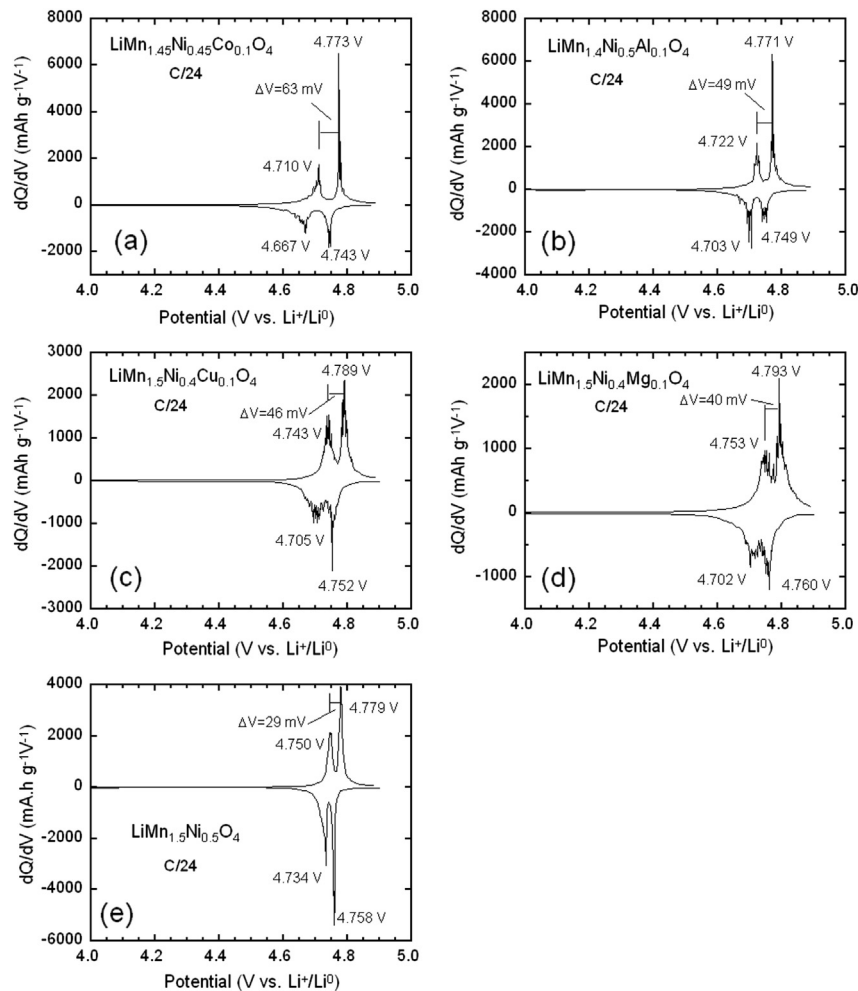 LiMn1.45Ni0.45Co0.1O4
C/24
4.773 V
ΔV=63 mV
4.710 V
4.667 V
4.743 V
(a)
8000
6000
4000
2000
0
-2000
dQ/dV (mAh g-1V-1)
4.0 4.2 4.4 4.6 4.8 5.0
Potential (V vs. Li+/Li0)
LiMn1.4Ni0.5Al0.1O4
C/24
4.771 V
ΔV=49 mV
4.722 V
4.703 V
4.749 V
(b)
8000
6000
4000
2000
0
-2000
-4000
dQ/dV (mAh g-1V-1)
4.0 4.2 4.4 4.6 4.8 5.0
Potential (V vs. Li+/Li0)
LiMn1.5Ni0.4Cu0.1O4
C/24
4.789 V
ΔV=46 mV
4.743 V
4.705 V
4.752 V
(c)
3000
2000
1000
0
-1000
-2000
-3000
dQ/dV (mAh g-1V-1)
4.0 4.2 4.4 4.6 4.8 5.0
Potential (V vs. Li+/Li0)
LiMn1.5Ni0.4Mg0.1O4
C/24
4.793 V
ΔV=40 mV
4.753 V
4.702 V
4.760 V
(d)
2000
1000
0
-1000
dQ/dV (mAh g-1V-1)
4.0 4.2 4.4 4.6 4.8 5.0
Potential (V vs. Li+/Li0)
4.779 V
ΔV=29 mV
4.750 V
LiMn1.5Ni0.5O4
C/24
4.734 V
4.758 V
(e)
4000
2000
0
-2000
-4000
-6000
dQ/dV (mA.h g-1V-1)
4.0 4.2 4.4 4.6 4.8 5.0
Potential (V vs. Li+/Li0)